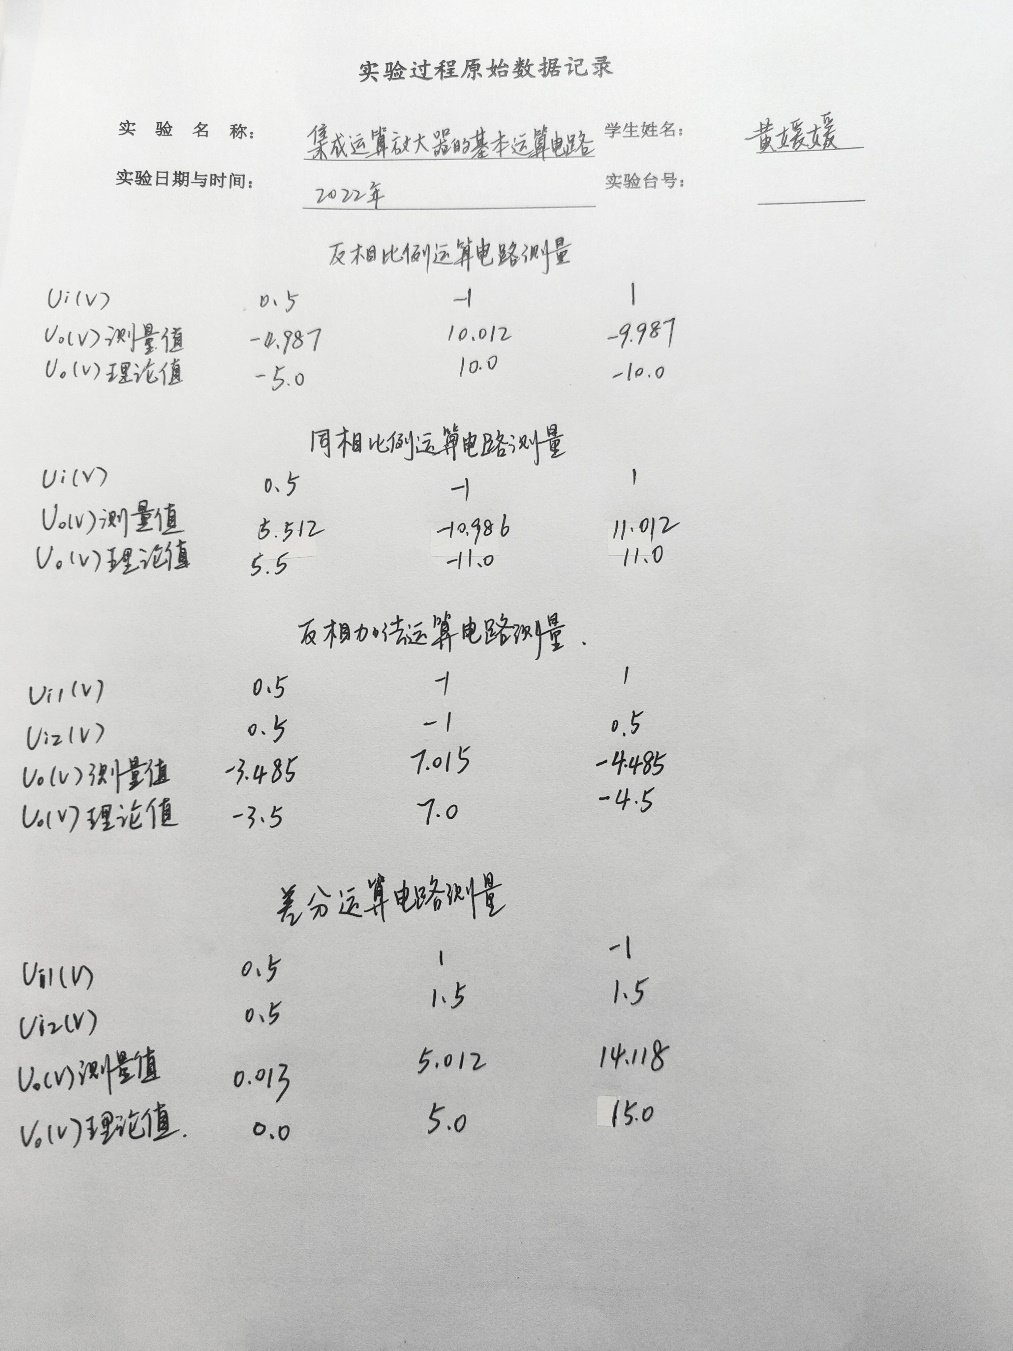 实验过程原始数据记录
实 验 名 称： 集成运算放大器的基本运算电路 学生姓名： 黄媛媛
实验日期与时间： 2022年 实验台号：
反相比例运算电路测量
Ui(V) 0.5 -1 1
Uo(V)测量值 -4.987 10.012 -9.987
Uo(V)理论值 -5.0 10.0 -10.0
同相比例运算电路测量
Ui(V) 0.5 -1 1
Uo(V)测量值 5.512 -10.986 11.012
Uo(V)理论值 5.5 -11.0 11.0
反相加法运算电路测量.
Ui1(V) 0.5 -1 1
Ui2(V) 0.5 -1 0.5
Uo(V)测量值 -3.485 7.015 -4.485
Uo(V)理论值 -3.5 7.0 -4.5
差分运算电路测量
Ui1(V) 0.5 1 -1
Ui2(V) 0.5 1.5 1.5
Uo(V)测量值 0.013 5.012 14.118
Uo(V)理论值. 0.0 5.0 15.0